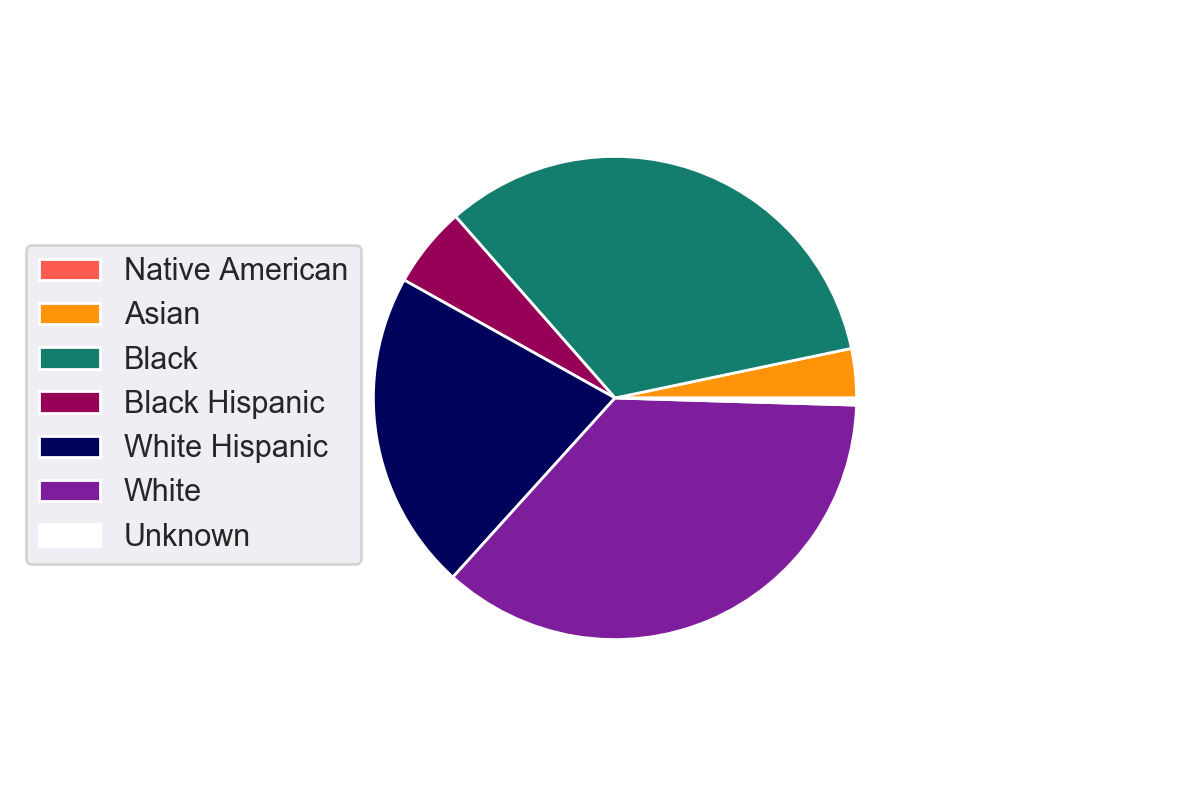 Native American
Asian
Black
Black Hispanic
White Hispanic
White
Unknown